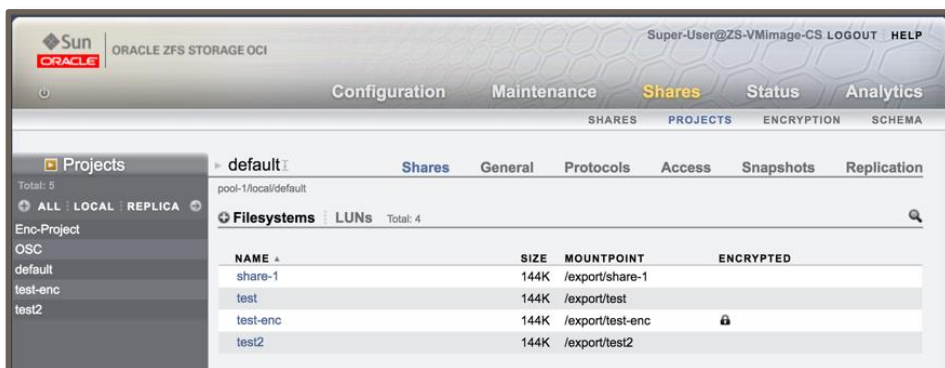 Sun
ORACLE
ORACLE ZFS STORAGE OCI
Super-User@ZS-VMimage-CS LOGOUT HELP
Configuration Maintenance Shares Status Analytics
SHARES PROJECTS ENCRYPTION SCHEMA
Projects
Total: 5
ALL LOCAL REPLICA
Enc-Project
OSC
default
test-enc
test2
default Shares General Protocols Access Snapshots Replication
pool-1/local/default
Filesystems LUNs Total: 4
NAME SIZE MOUNTPOINT ENCRYPTED
share-1 144K /export/share-1
test 144K /export/test
test-enc 144K /export/test-enc
test2 144K /export/test2